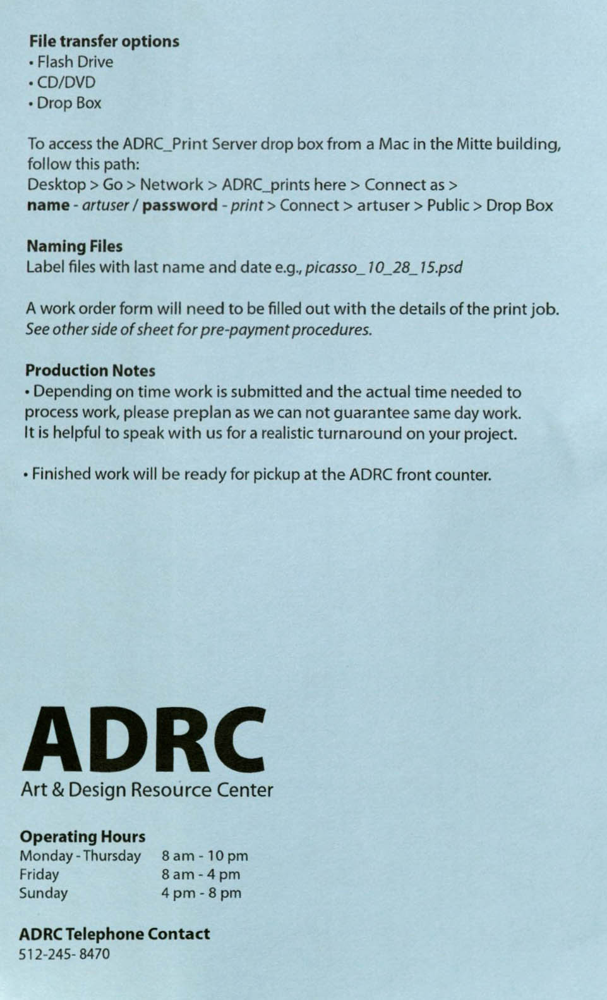 File transfer options
• Flash Drive
• CD/DVD
• Drop Box
To access the ADRC_Print Server drop box from a Mac in the Mitte building,
follow this path:
Desktop > Go > Network > ADRC_prints here > Connect as >
name - artuser / password - print > Connect > artuser > Public > Drop Box
Naming Files
Label files with last name and date e.g., picasso_10_28_15.psd
A work order form will need to be filled out with the details of the print job.
See other side of sheet for pre-payment procedures.
Production Notes
• Depending on time work is submitted and the actual time needed to
process work, please preplan as we can not guarantee same day work.
It is helpful to speak with us for a realistic turnaround on your project.
• Finished work will be ready for pickup at the ADRC front counter.
ADRC
Art & Design Resource Center
Operating Hours
Monday - Thursday 8 am - 10 pm
Friday 8 am - 4 pm
Sunday 4 pm - 8 pm
ADRC Telephone Contact
512-245- 8470